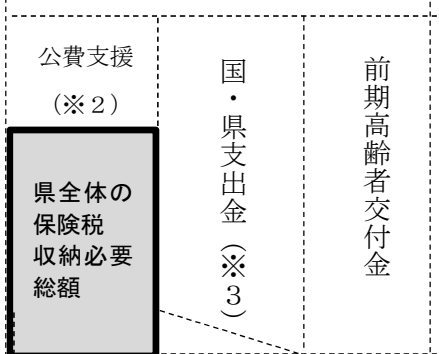 公費支援
（※２）
県全体の
保険税
収納必要
総額
国・県支出金（※３）
前期高齢者交付金